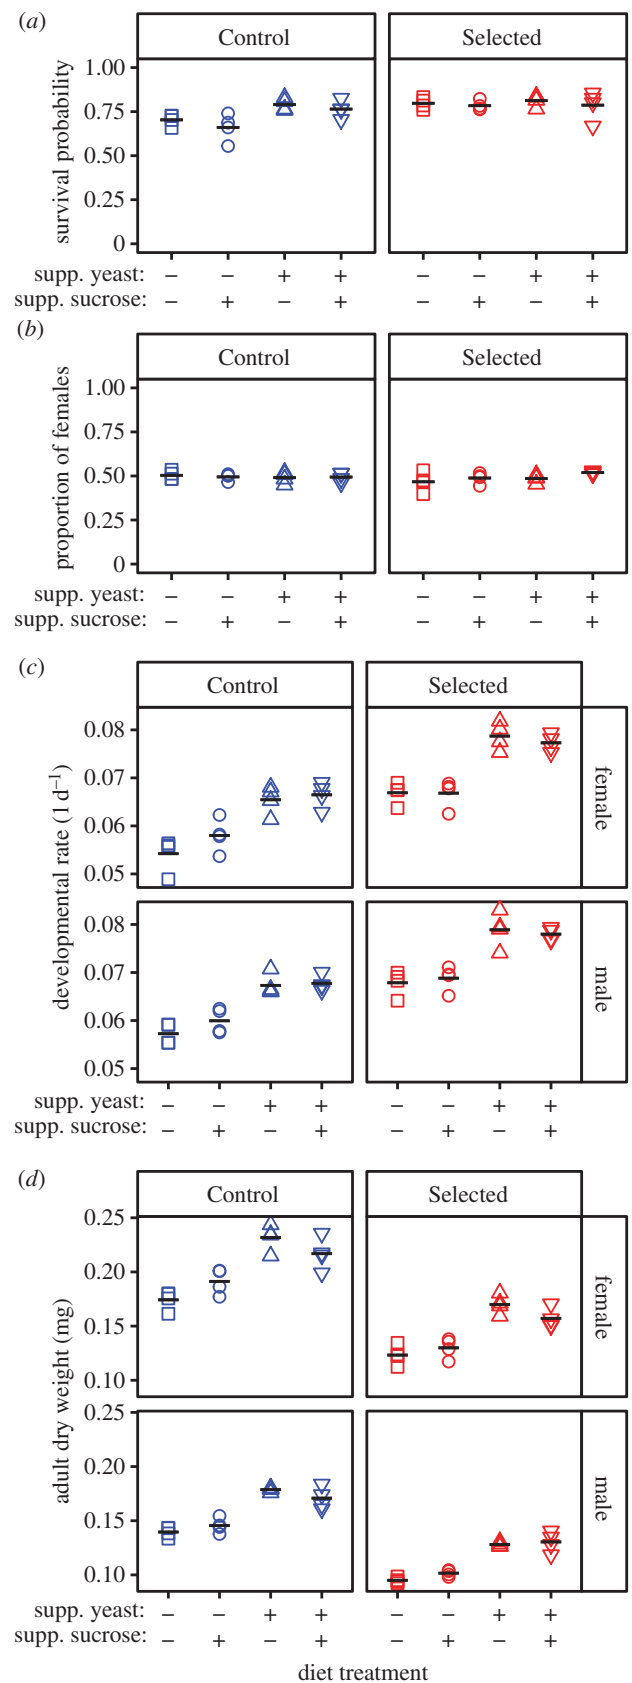 (a)
Control Selected
survival probability
1.00
0.75
0.50
0.25
0
supp. yeast: – – + + – – + +
supp. sucrose: – + – + – + – +
(b)
Control Selected
proportion of females
1.00
0.75
0.50
0.25
0
supp. yeast: – – + + – – + +
supp. sucrose: – + – + – + – +
(c)
Control Selected
developmental rate (1 d⁻¹)
0.08
0.07
0.06
0.05
female
0.08
0.07
0.06
0.05
male
supp. yeast: – – + + – – + +
supp. sucrose: – + – + – + – +
(d)
Control Selected
adult dry weight (mg)
0.25
0.20
0.15
0.10
female
0.25
0.20
0.15
0.10
male
supp. yeast: – – + + – – + +
supp. sucrose: – + – + – + – +
diet treatment